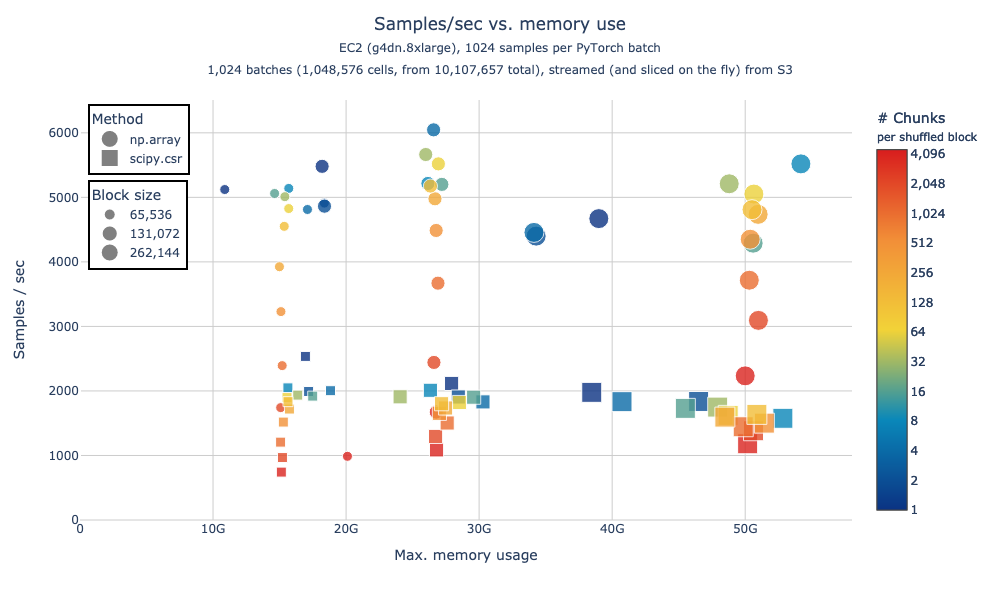 Samples/sec vs. memory use
EC2 (g4dn.8xlarge), 1024 samples per PyTorch batch
1,024 batches (1,048,576 cells, from 10,107,657 total), streamed (and sliced on the fly) from S3
Method
np.array
scipy.csr
Block size
65,536
131,072
262,144
Samples / sec
6000
5000
4000
3000
2000
1000
0
0
10G
20G
30G
40G
50G
Max. memory usage
# Chunks
per shuffled block
4,096
2,048
1,024
512
256
128
64
32
16
8
4
2
1